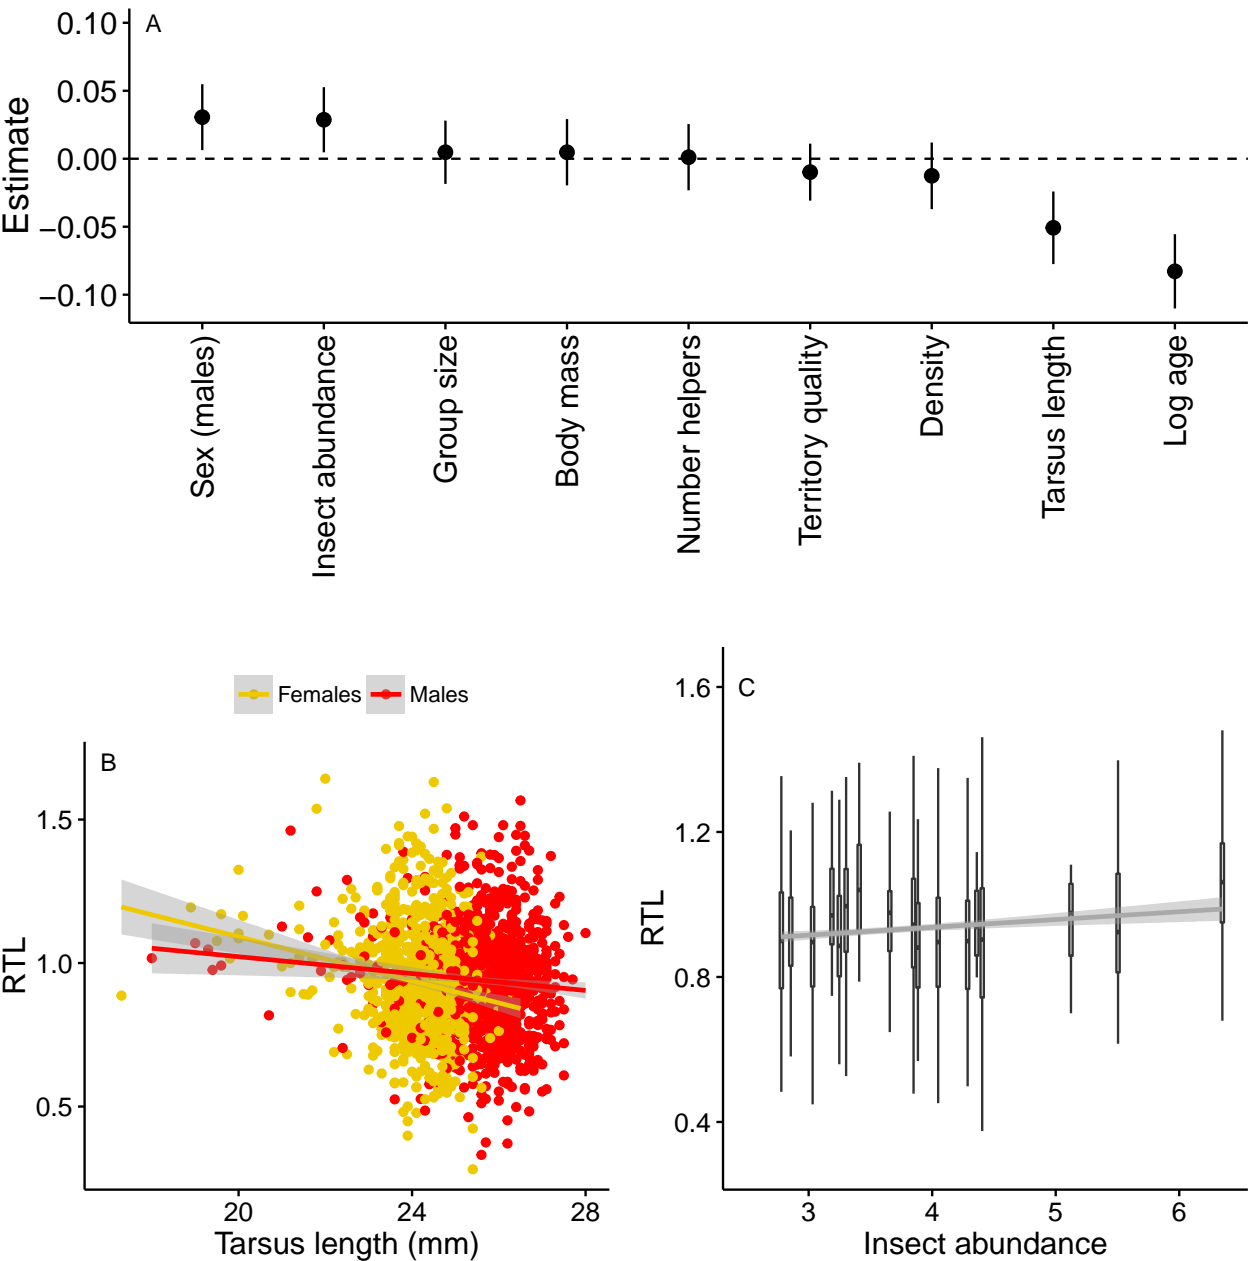 A
0.10
0.05
0.00
−0.05
−0.10
Estimate
Sex (males)
Insect abundance
Group size
Body mass
Number helpers
Territory quality
Density
Tarsus length
Log age
Females Males
B
1.5
1.0
0.5
RTL
20 24 28
Tarsus length (mm)
C
1.6
1.2
0.8
0.4
RTL
3 4 5 6
Insect abundance